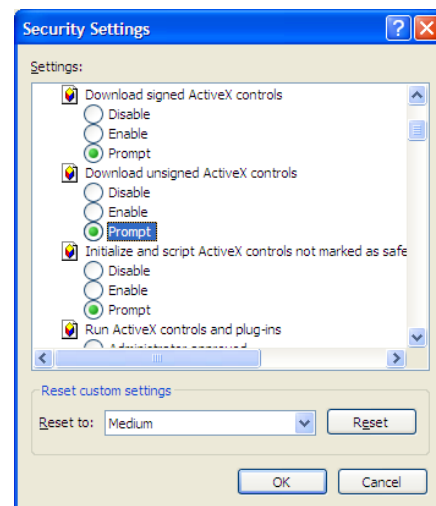 Security Settings
Settings:
Download signed ActiveX controls
Disable
Enable
Prompt
Download unsigned ActiveX controls
Disable
Enable
Prompt
Initialize and script ActiveX controls not marked as safe
Disable
Enable
Prompt
Run ActiveX controls and plug-ins
Administrator approved
Reset custom settings
Reset to: Medium Reset
OK Cancel